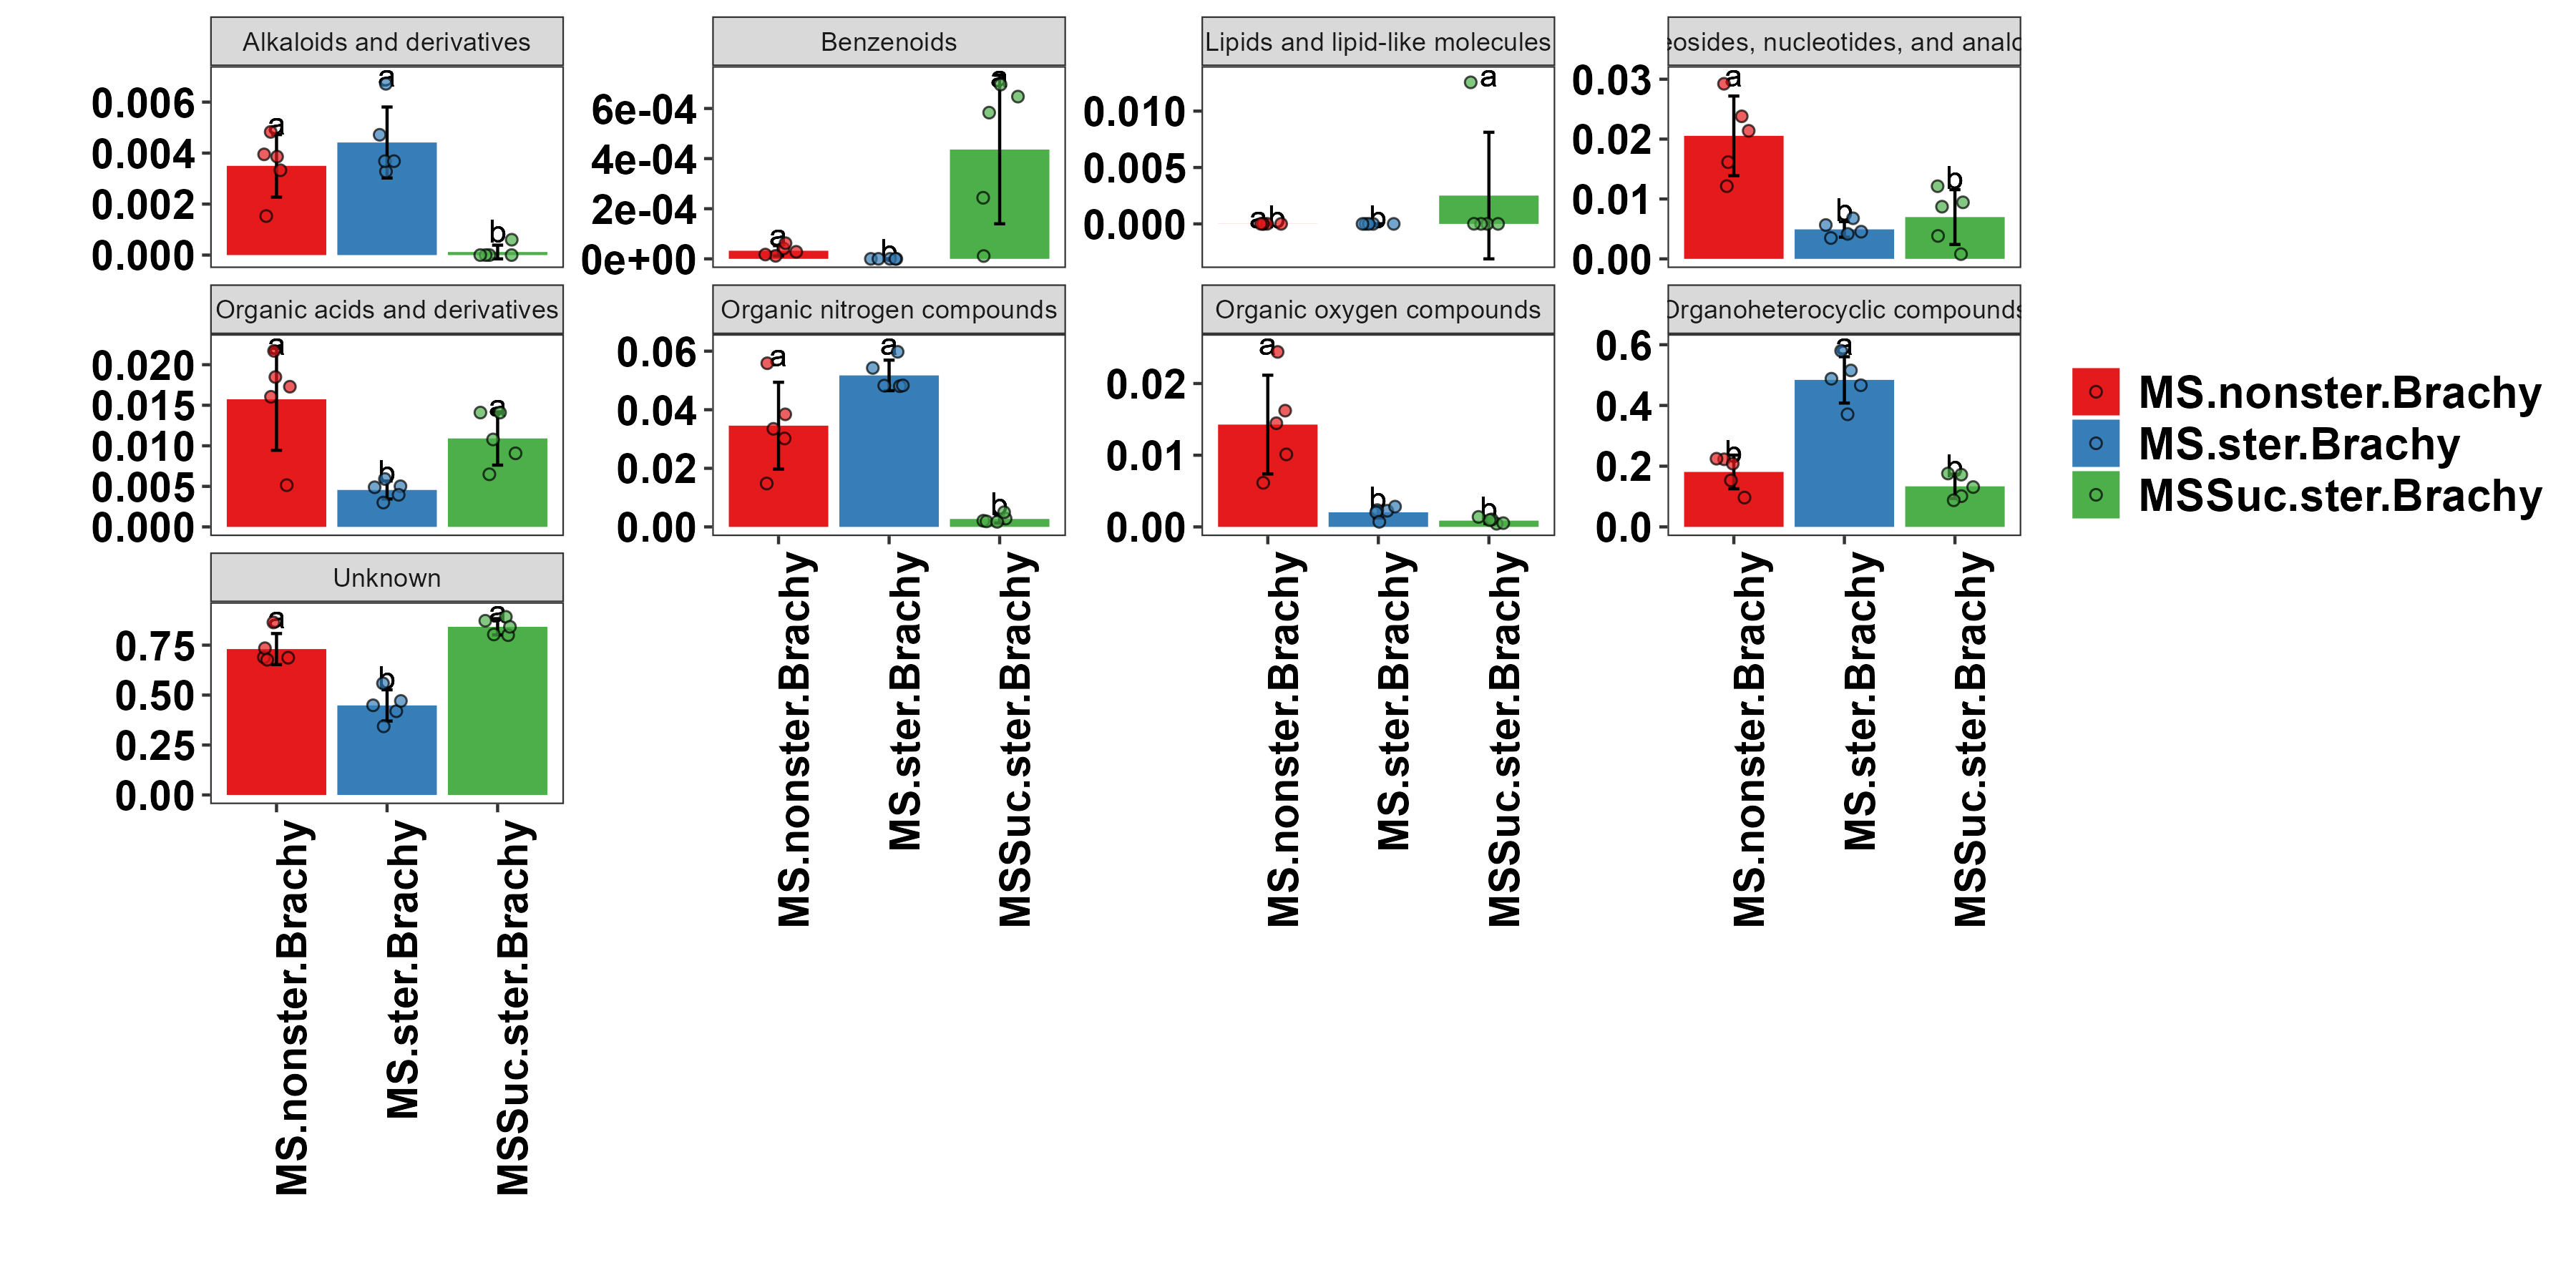 Alkaloids and derivatives
Benzenoids
Lipids and lipid-like molecules
eosides, nucleotides, and analo
0.006
0.004
0.002
0.000
a
a
b
6e-04
4e-04
2e-04
0e+00
a
b
a
0.010
0.005
0.000
ab
b
a
0.03
0.02
0.01
0.00
a
b
b
Organic acids and derivatives
Organic nitrogen compounds
Organic oxygen compounds
Organoheterocyclic compounds
0.020
0.015
0.010
0.005
0.000
a
b
a
0.06
0.04
0.02
0.00
a
a
b
0.02
0.01
0.00
a
b
b
0.6
0.4
0.2
0.0
b
a
b
MS.nonster.Brachy
MS.ster.Brachy
MSSuc.ster.Brachy
MS.nonster.Brachy
MS.ster.Brachy
MSSuc.ster.Brachy
MS.nonster.Brachy
MS.ster.Brachy
MSSuc.ster.Brachy
Unknown
0.75
0.50
0.25
0.00
a
b
a
MS.nonster.Brachy
MS.ster.Brachy
MSSuc.ster.Brachy
MS.nonster.Brachy
MS.ster.Brachy
MSSuc.ster.Brachy